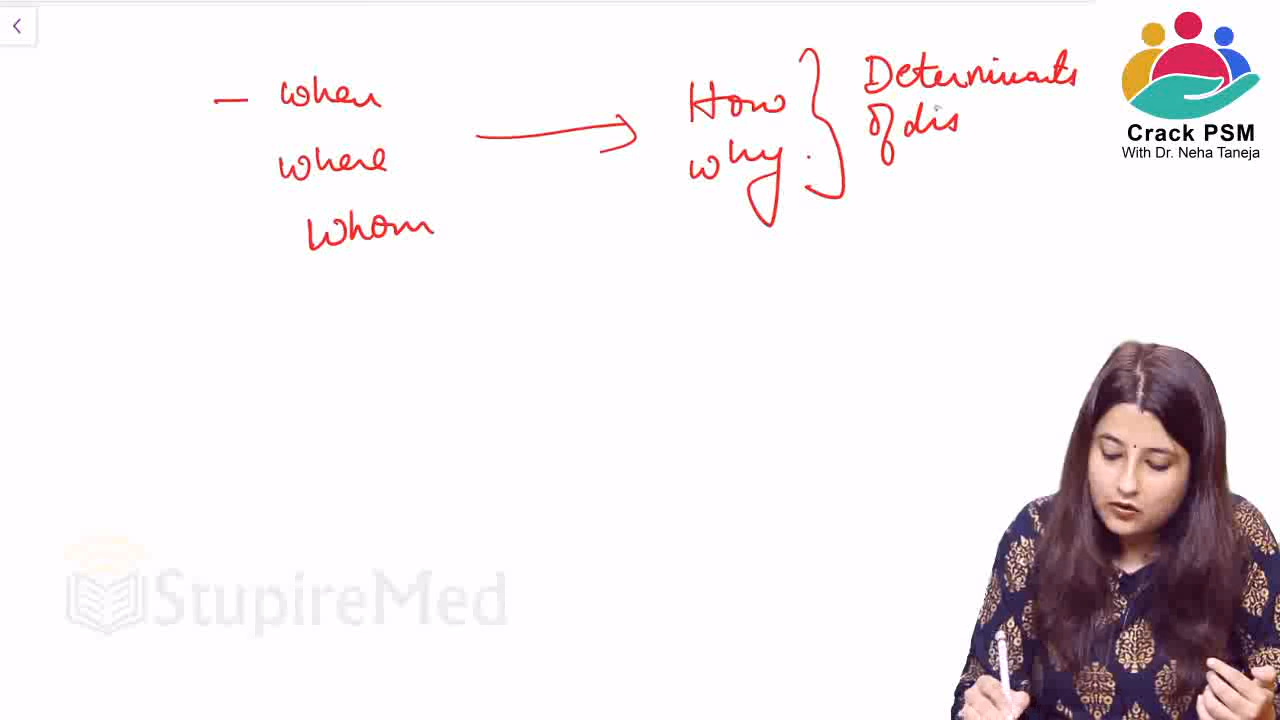 — when
where
whom
How
why.
Determinants
of dis
Crack PSM
With Dr. Neha Taneja
StupireMed